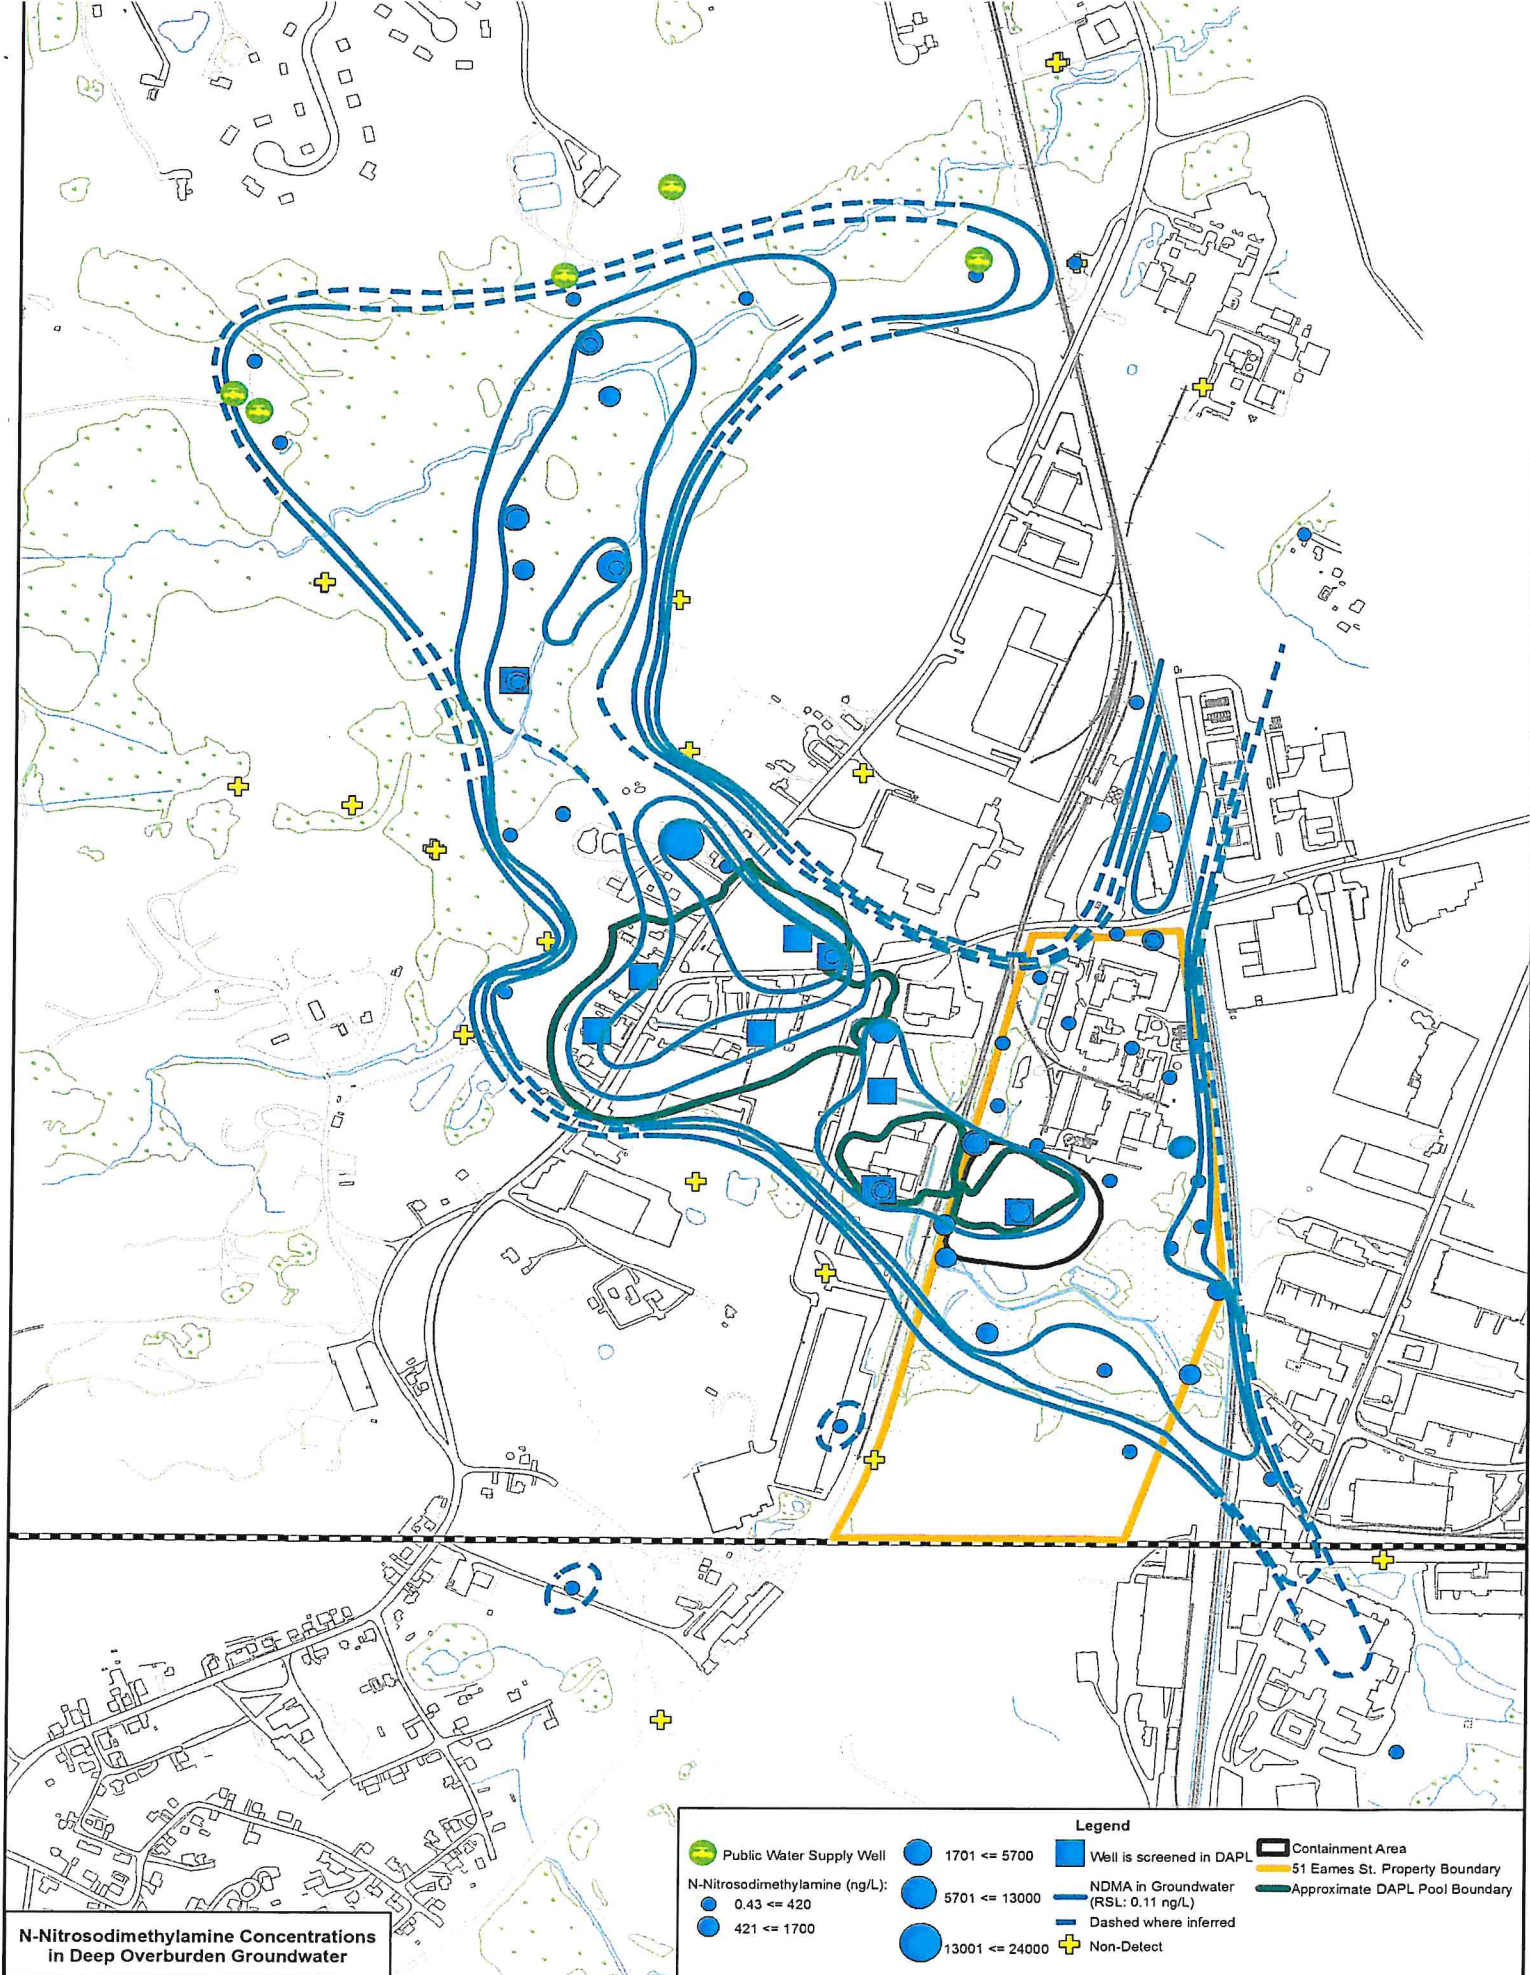 Legend
Public Water Supply Well
N-Nitrosodimethylamine (ng/L):
0.43 <= 420
421 <= 1700
1701 <= 5700
5701 <= 13000
13001 <= 24000
Well is screened in DAPL
NDMA in Groundwater
(RSL: 0.11 ng/L)
Dashed where inferred
Non-Detect
Containment Area
51 Eames St. Property Boundary
Approximate DAPL Pool Boundary
N-Nitrosodimethylamine Concentrations
in Deep Overburden Groundwater